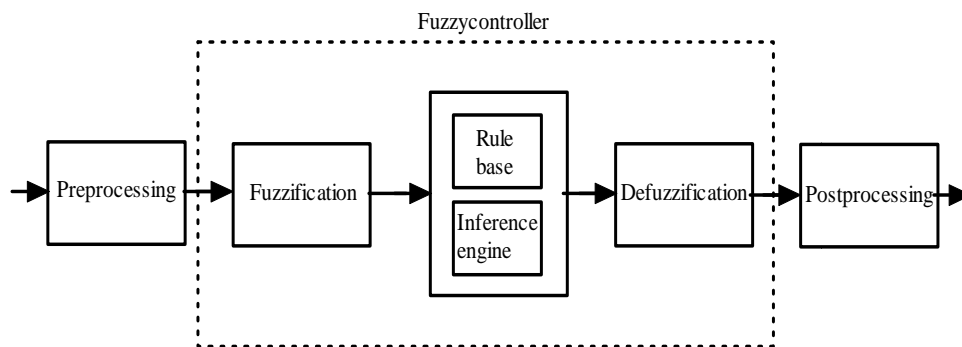 Fuzzycontroller
Preprocessing
Fuzzification
Rule
base
Inference
engine
Defuzzification
Postprocessing